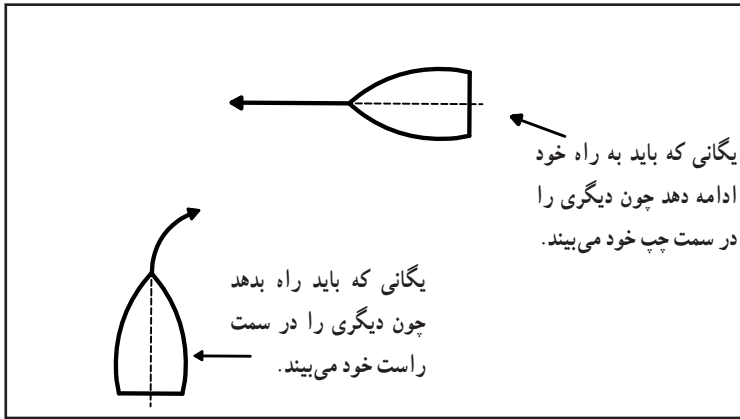 یگانی که باید به راه خود
ادامه دهد چون دیگری را
در سمت چپ خود می‌بیند.
یگانی که باید راه بدهد
چون دیگری را در سمت
راست خود می‌بیند.